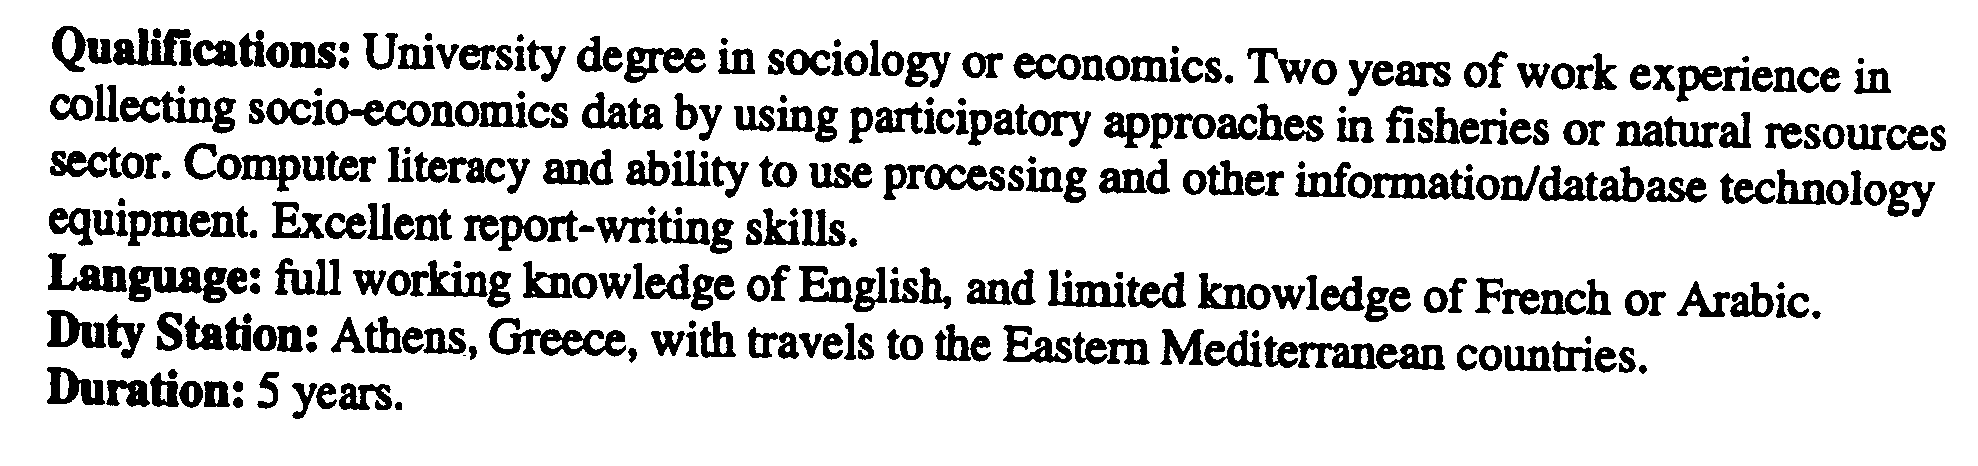 Qualifications: University degree in sociology or economics. Two years of work experience in
collecting socio-economics data by using participatory approaches in fisheries or natural resources
sector. Computer literacy and ability to use processing and other information/database technology
equipment. Excellent report-writing skills.
Language: full working knowledge of English, and limited knowledge of French or Arabic.
Duty Station: Athens, Greece, with travels to the Eastern Mediterranean countries.
Duration: 5 years.